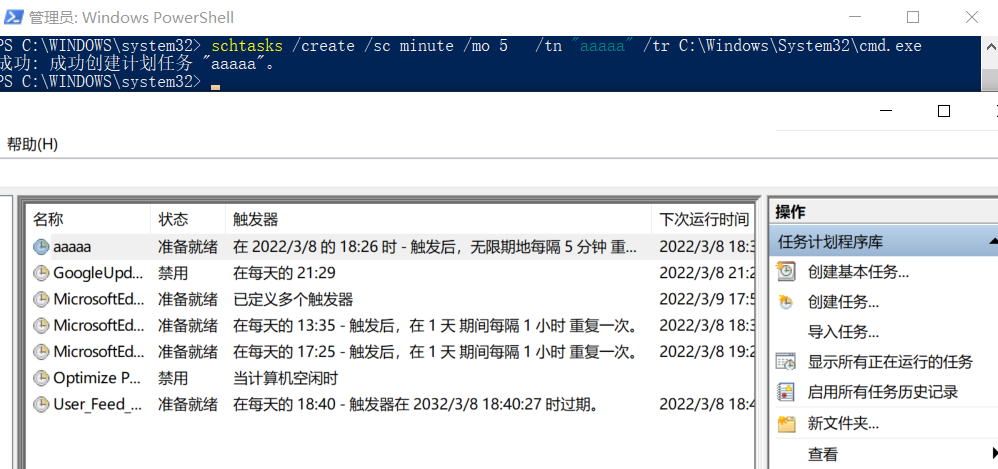 管理员: Windows PowerShell
PS C:\WINDOWS\system32> schtasks /create /sc minute /mo 5   /tn "aaaaa" /tr C:\Windows\System32\cmd.exe
成功: 成功创建计划任务 "aaaaa"。
PS C:\WINDOWS\system32>
帮助(H)
名称 状态 触发器 下次运行时间 操作
aaaaa 准备就绪 在 2022/3/8 的 18:26 时 - 触发后，无限期地每隔 5 分钟 重... 2022/3/8 18:3 任务计划程序库
GoogleUpd... 禁用 在每天的 21:29 2022/3/8 21:2 创建基本任务...
MicrosoftEd... 准备就绪 已定义多个触发器 2022/3/9 17:5 创建任务...
MicrosoftEd... 准备就绪 在每天的 13:35 - 触发后，在 1 天 期间每隔 1 小时 重复一次。 2022/3/8 18:3 导入任务...
MicrosoftEd... 准备就绪 在每天的 17:25 - 触发后，在 1 天 期间每隔 1 小时 重复一次。 2022/3/8 19:2 显示所有正在运行的任务
Optimize P... 禁用 当计算机空闲时 启用所有任务历史记录
User_Feed_... 准备就绪 在每天的 18:40 - 触发器在 2032/3/8 18:40:27 时过期。 2022/3/8 18:4 新文件夹...
查看